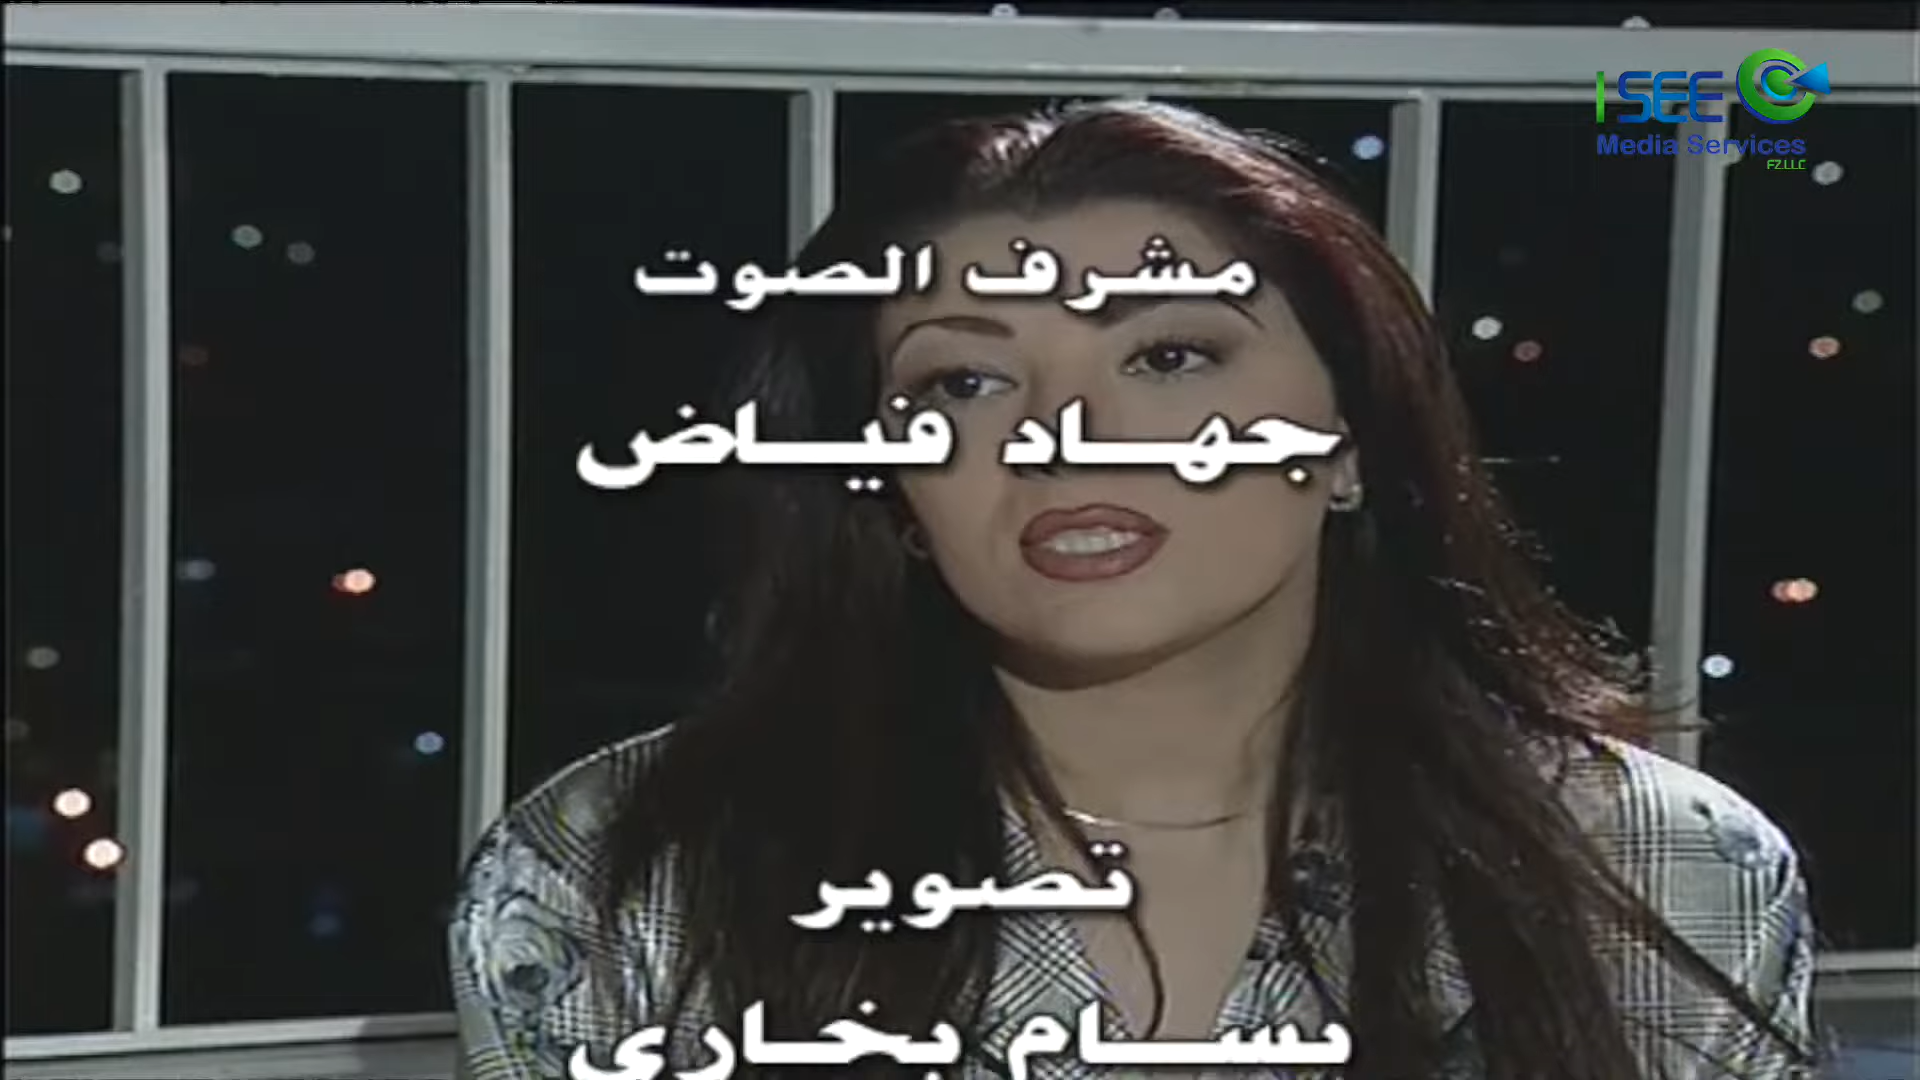 I SEE
Media Services
FZ.LLC
مشرف الصوت
جهاد فياض
تصوير
بسام بخاري